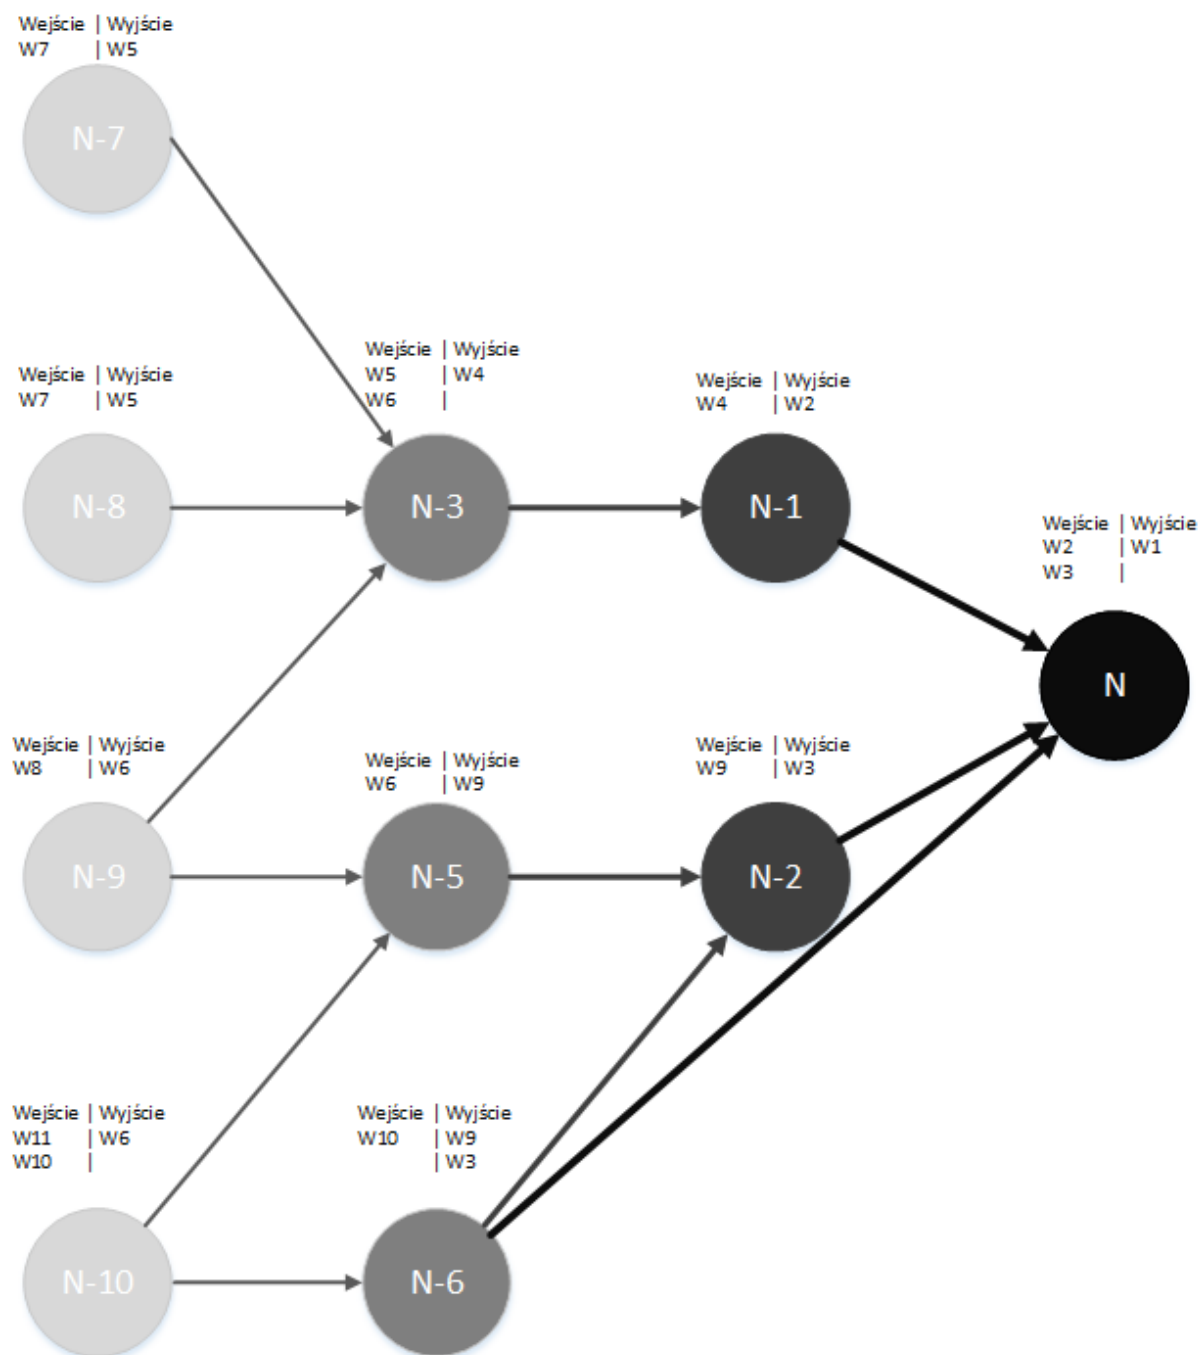 Wejście | Wyjście
W7 | W5
N-7
Wejście | Wyjście
W7 | W5
N-8
Wejście | Wyjście
W5 | W4
W6 |
N-3
Wejście | Wyjście
W4 | W2
N-1
Wejście | Wyjście
W2 | W1
W3 |
N
Wejście | Wyjście
W8 | W6
N-9
Wejście | Wyjście
W6 | W9
N-5
Wejście | Wyjście
W9 | W3
N-2
Wejście | Wyjście
W11 | W6
W10 |
N-10
Wejście | Wyjście
W10 | W9
| W3
N-6